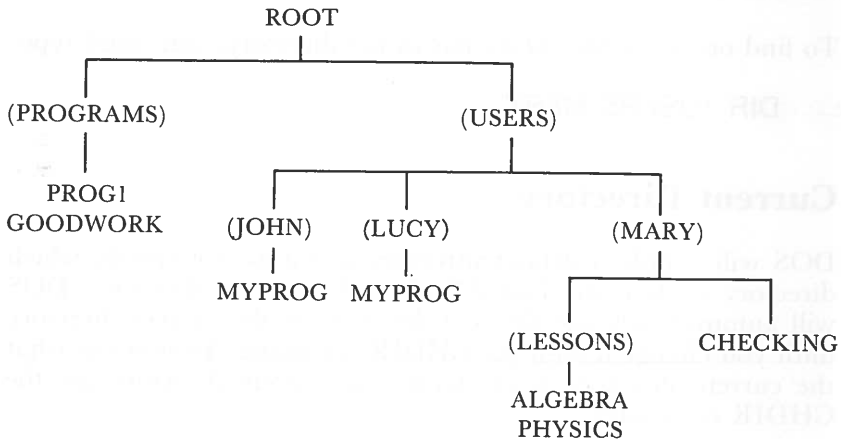 ROOT
(PROGRAMS)
(USERS)
PROG1
GOODWORK
(JOHN)
(LUCY)
(MARY)
MYPROG
MYPROG
(LESSONS)
CHECKING
ALGEBRA
PHYSICS